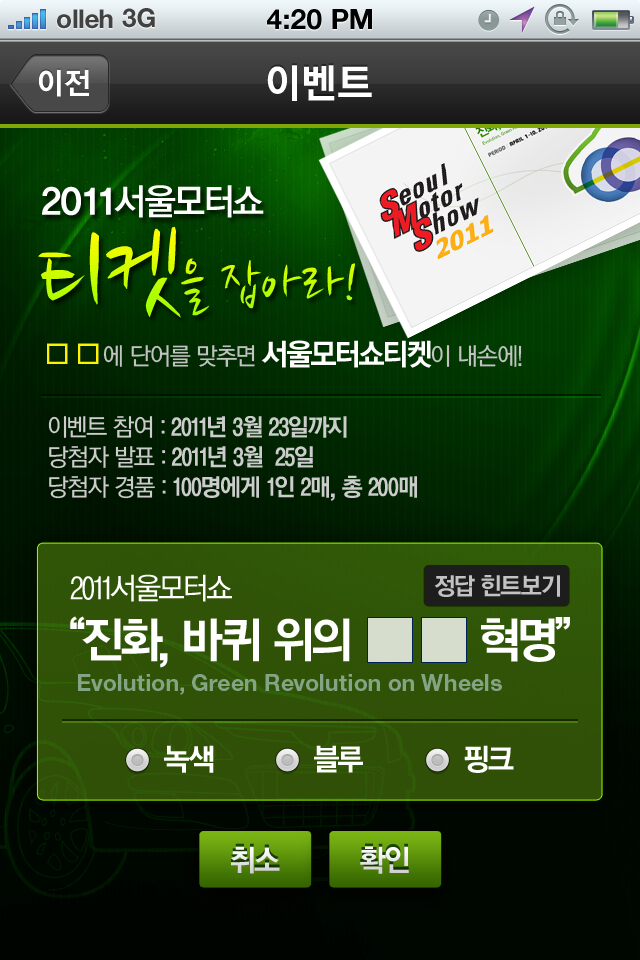 olleh 3G 4:20 PM
이전 이벤트
Evolution, Green
PERIOD APRIL 1-10, 20
Seoul
Motor
Show
2011
2011서울모터쇼
티켓을 잡아라!
□ □에 단어를 맞추면 서울모터쇼티켓이 내손에!
이벤트 참여 : 2011년 3월 23일까지
당첨자 발표 : 2011년 3월 25일
당첨자 경품 : 100명에게 1인 2매, 총 200매
2011서울모터쇼 정답 힌트보기
“진화, 바퀴 위의 □ □ 혁명”
Evolution, Green Revolution on Wheels
녹색 블루 핑크
취소 확인